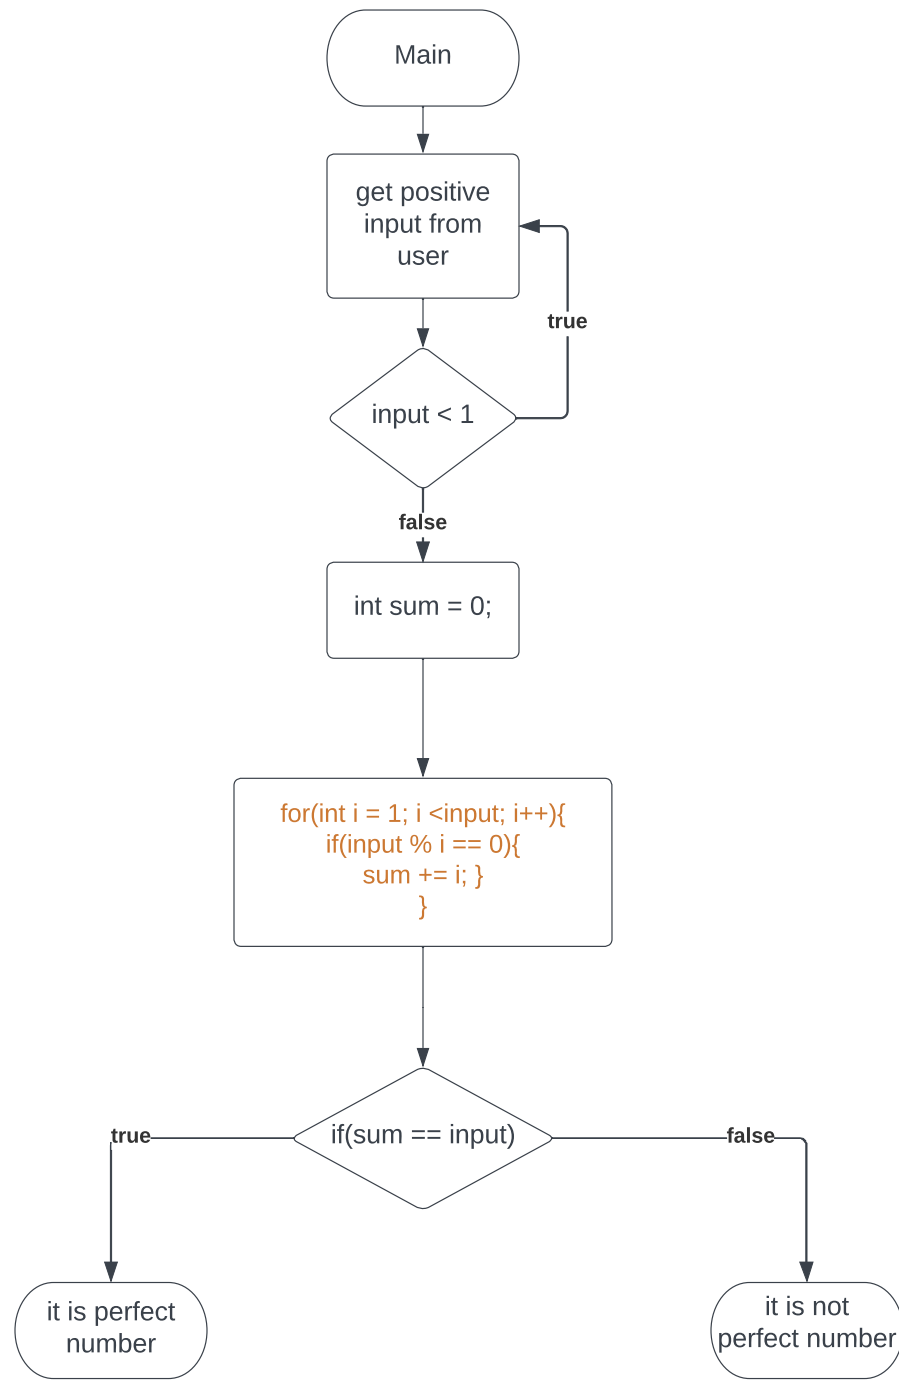 Main
get positive
input from
user
true
input < 1
false
int sum = 0;
for(int i = 1; i <input; i++){
if(input % i == 0){
sum += i; }
}
if(sum == input)
true
false
it is perfect
number
it is not
perfect number